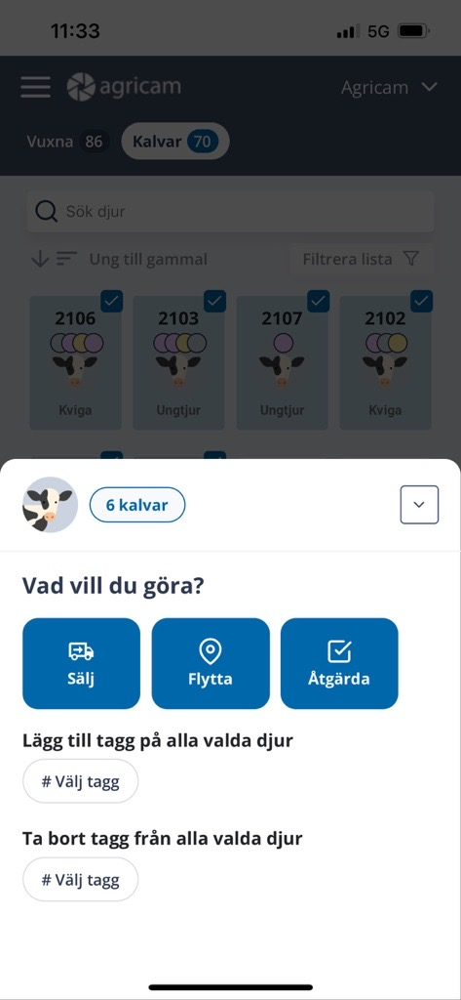 11:33
5G
agricam
Agricam
Vuxna 86
Kalvar 70
Sök djur
Ung till gammal
Filtrera lista
2106 2103 2107 2102
Kviga Ungtjur Ungtjur Kviga
6 kalvar
Vad vill du göra?
Sälj Flytta Åtgärda
Lägg till tagg på alla valda djur
# Välj tagg
Ta bort tagg från alla valda djur
# Välj tagg